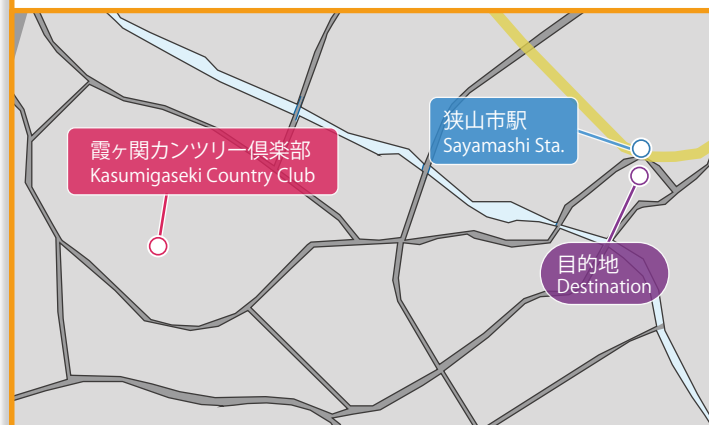 狭山市駅
Sayamashi Sta.
霞ヶ関カンツリー倶楽部
Kasumigaseki Country Club
目的地
Destination